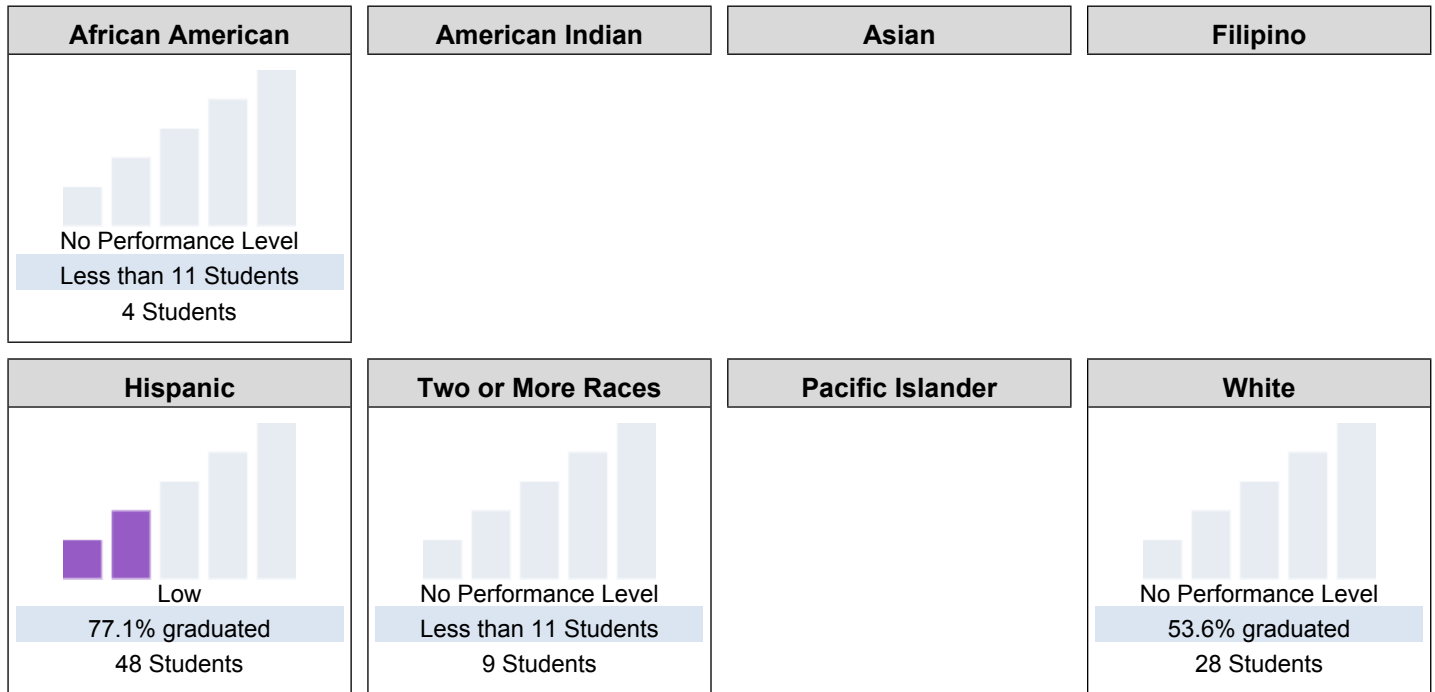 African American
American Indian
Asian
Filipino
No Performance Level
Less than 11 Students
4 Students
Hispanic
Two or More Races
Pacific Islander
White
Low
77.1% graduated
48 Students
No Performance Level
Less than 11 Students
9 Students
No Performance Level
53.6% graduated
28 Students